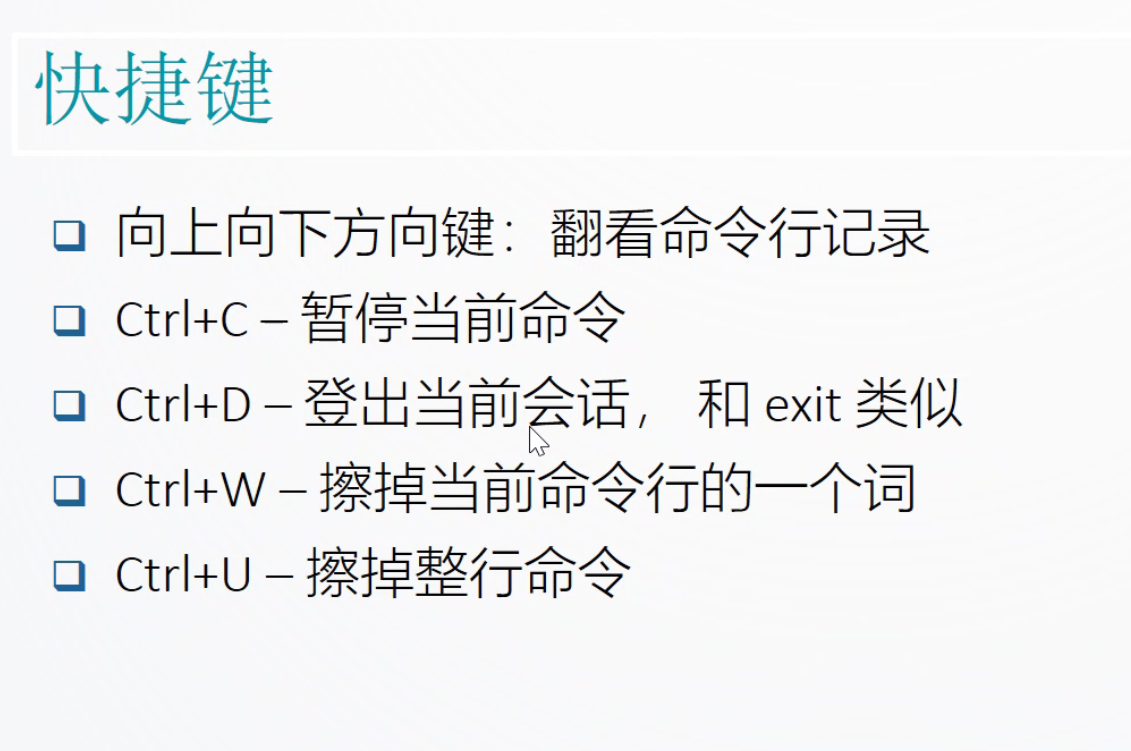 快捷键
向上向下方向键：翻看命令行记录
Ctrl+C – 暂停当前命令
Ctrl+D – 登出当前会话， 和 exit 类似
Ctrl+W – 擦掉当前命令行的一个词
Ctrl+U – 擦掉整行命令